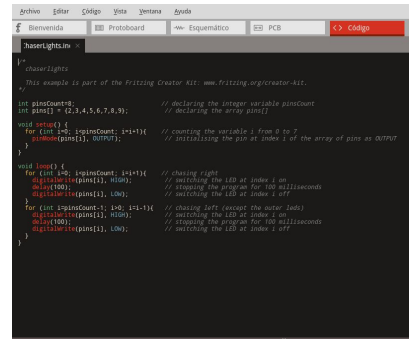 Archivo Editar Código Vista Ventana Ayuda
Bienvenida Protoboard Esquemático PCB <> Código
ChaserLights.ino ×
/*
chaserlights
This example is part of the Fritzing Creator Kit: www.fritzing.org/creator-kit.
*/
int pinsCount=8; // declaring the integer variable pinsCount
int pins[] = {2,3,4,5,6,7,8,9}; // declaring the array pins[]
void setup() {
for (int i=0; i<pinsCount; i=i+1){ // counting the variable i from 0 to 7
pinMode(pins[i], OUTPUT); // initialising the pin at index i of the array of pins as OUTPUT
}
}
void loop() {
for (int i=0; i<pinsCount; i=i+1){ // chasing right
digitalWrite(pins[i], HIGH); // switching the LED at index i on
delay(100); // stopping the program for 100 milliseconds
digitalWrite(pins[i], LOW); // switching the LED at index i off
}
for (int i=pinsCount-1; i>0; i=i-1){ // chasing left (except the outer leds)
digitalWrite(pins[i], HIGH); // switching the LED at index i on
delay(100); // stopping the program for 100 milliseconds
digitalWrite(pins[i], LOW); // switching the LED at index i off
}
}